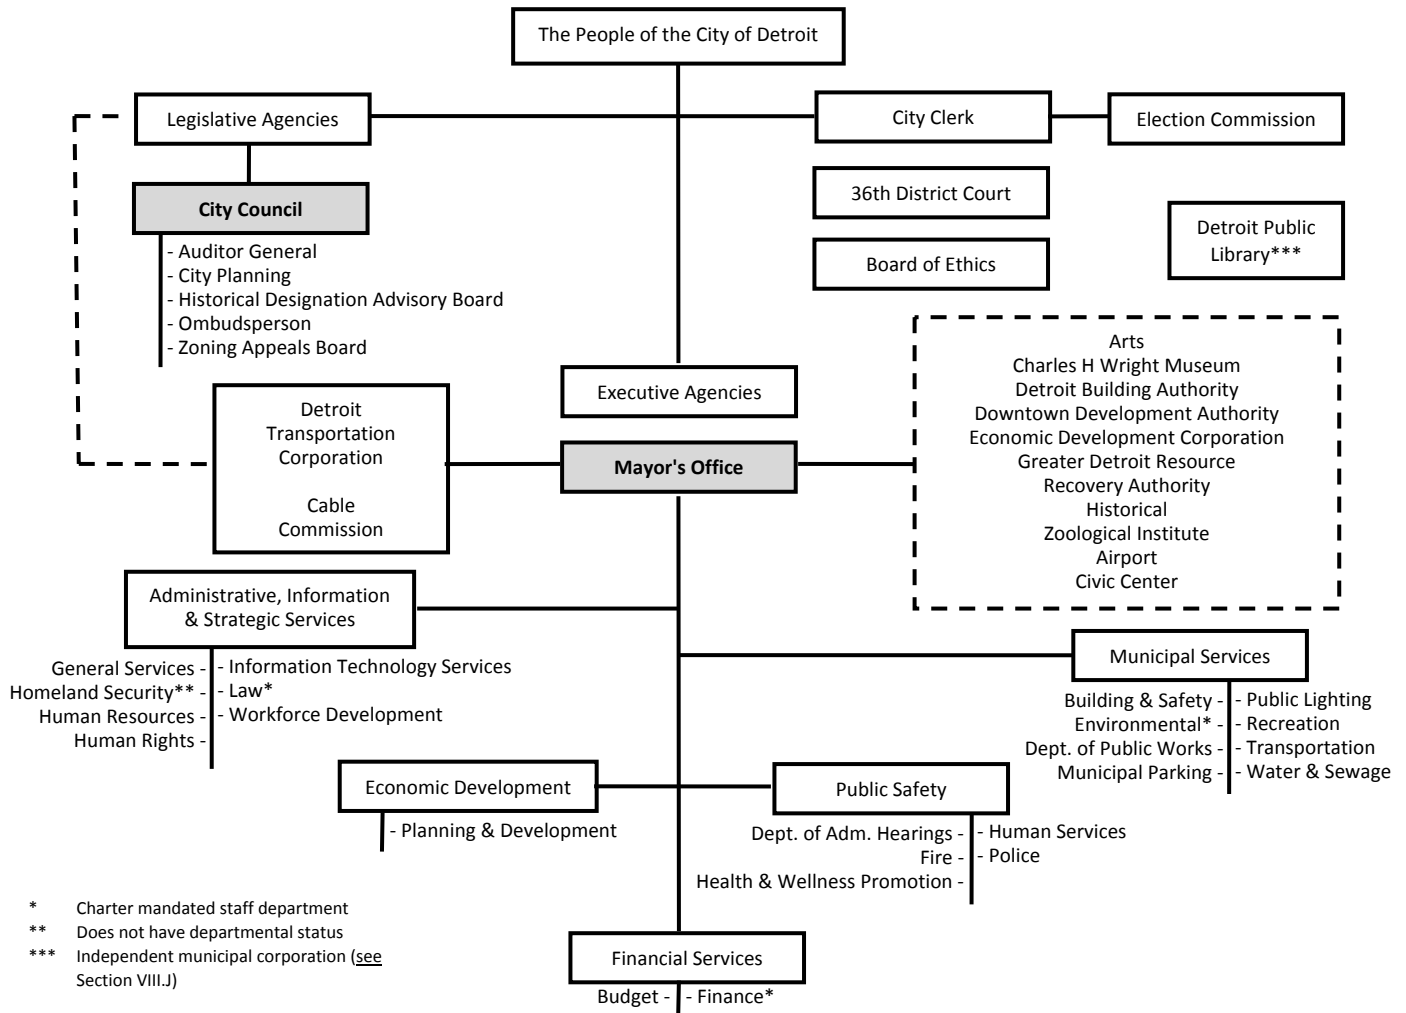 The People of the City of Detroit
Legislative Agencies
City Clerk
Election Commission
City Council
- Auditor General
- City Planning
- Historical Designation Advisory Board
- Ombudsperson
- Zoning Appeals Board
36th District Court
Board of Ethics
Detroit Public
Library***
Executive Agencies
Mayor's Office
Detroit
Transportation
Corporation
Cable
Commission
Arts
Charles H Wright Museum
Detroit Building Authority
Downtown Development Authority
Economic Development Corporation
Greater Detroit Resource
Recovery Authority
Historical
Zoological Institute
Airport
Civic Center
Administrative, Information
& Strategic Services
General Services -
Homeland Security** -
Human Resources -
Human Rights -
- Information Technology Services
- Law*
- Workforce Development
Municipal Services
Building & Safety -
Environmental* -
Dept. of Public Works -
Municipal Parking -
- Public Lighting
- Recreation
- Transportation
- Water & Sewage
Economic Development
- Planning & Development
Public Safety
Dept. of Adm. Hearings -
Fire -
Health & Wellness Promotion -
- Human Services
- Police
Financial Services
Budget -
- Finance*
* Charter mandated staff department
** Does not have departmental status
*** Independent municipal corporation (see
Section VIII.J)